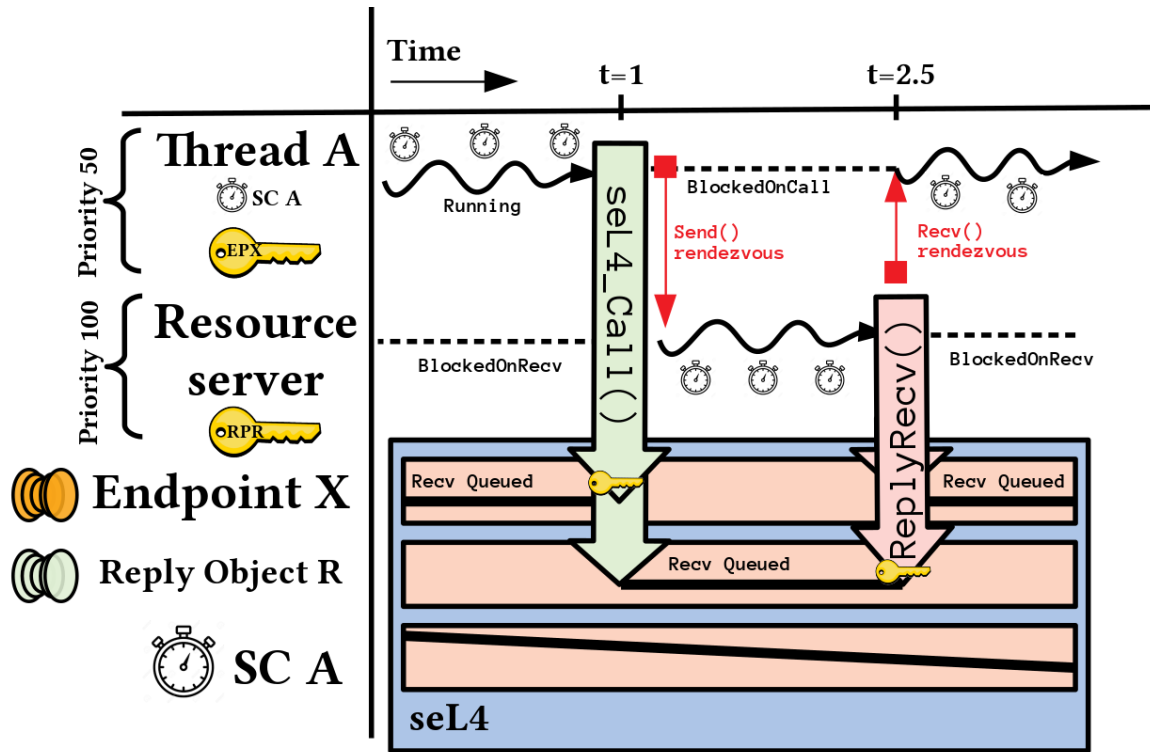 Time
t=1
t=2.5
Priority 50
Thread A
SC A
EPX
Running
seL4_Call()
BlockedOnCall
Send()
rendezvous
Recv()
rendezvous
Priority 100
Resource
server
RPR
BlockedOnRecv
ReplyRecv()
BlockedOnRecv
Endpoint X
Recv Queued
Recv Queued
Reply Object R
Recv Queued
SC A
seL4